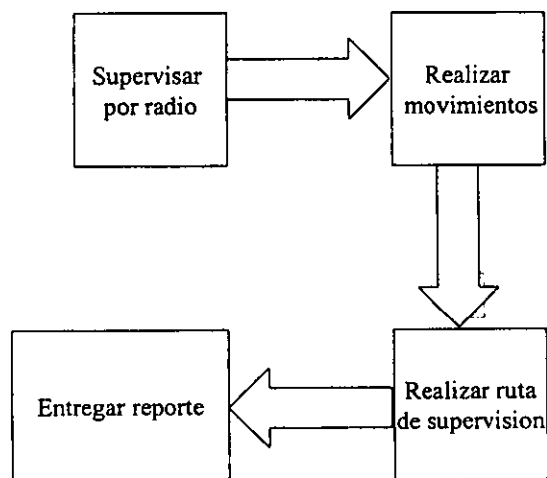 Supervisar
por radio
Realizar
movimientos
Realizar ruta
de supervision
Entregar reporte